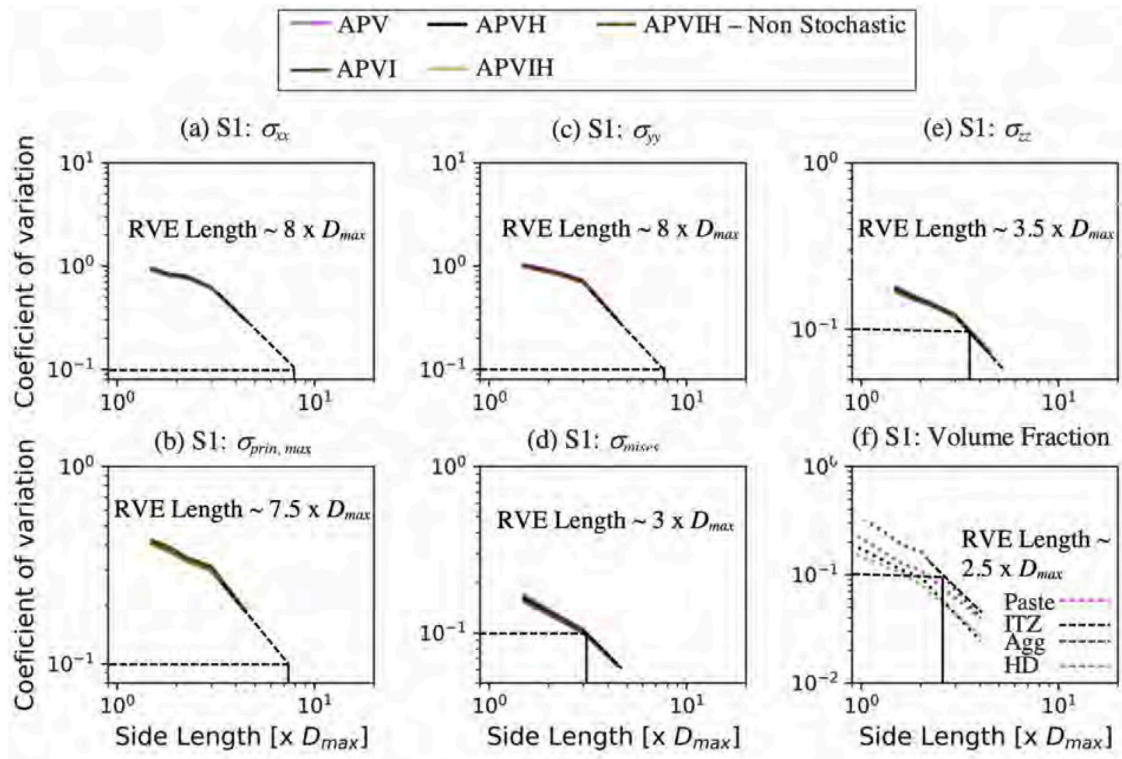 APV APVH APVIH – Non Stochastic
APVI APVIH
(a) S1: σxx
(c) S1: σyy
(e) S1: σzz
Coeficient of variation
10¹
10⁰
10⁻¹
10⁰ 10¹
RVE Length ~ 8 x Dmax
10¹
10⁰
10⁻¹
10⁰ 10¹
RVE Length ~ 8 x Dmax
10⁰
10⁻¹
10⁰ 10¹
RVE Length ~ 3.5 x Dmax
(b) S1: σprin, max
(d) S1: σmises
(f) S1: Volume Fraction
Coeficient of variation
10⁰
10⁻¹
10⁰ 10¹
RVE Length ~ 7.5 x Dmax
Side Length [x Dmax]
10⁰
10⁻¹
10⁰ 10¹
RVE Length ~ 3 x Dmax
Side Length [x Dmax]
10⁰
10⁻¹
10⁻²
10⁰ 10¹
RVE Length ~
2.5 x Dmax
Paste
ITZ
Agg
HD
Side Length [x Dmax]